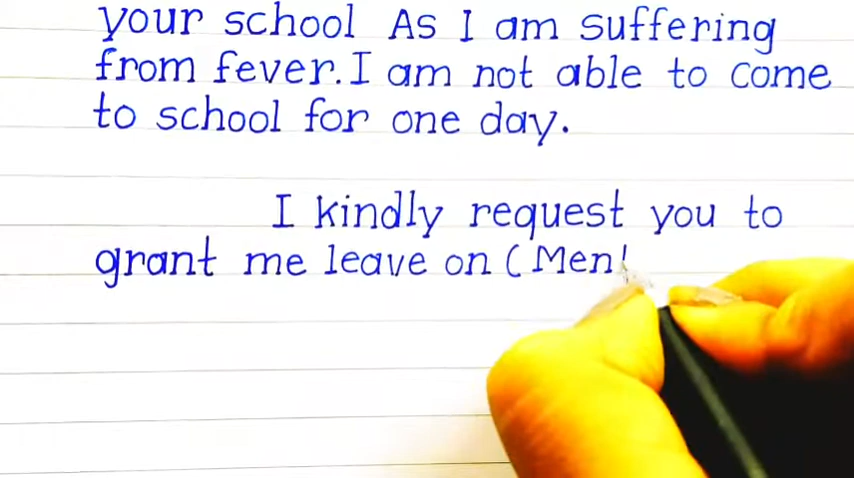 your school As I am suffering
from fever. I am not able to come
to school for one day.
I kindly request you to
grant me leave on (Men